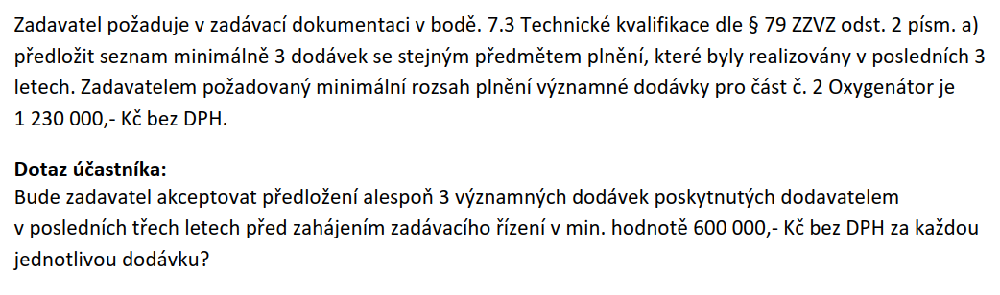 Zadavatel požaduje v zadávací dokumentaci v bodě. 7.3 Technické kvalifikace dle § 79 ZZVZ odst. 2 písm. a)
předložit seznam minimálně 3 dodávek se stejným předmětem plnění, které byly realizovány v posledních 3
letech. Zadavatelem požadovaný minimální rozsah plnění významné dodávky pro část č. 2 Oxygenátor je
1 230 000,- Kč bez DPH.
Dotaz účastníka:
Bude zadavatel akceptovat předložení alespoň 3 významných dodávek poskytnutých dodavatelem
v posledních třech letech před zahájením zadávacího řízení v min. hodnotě 600 000,- Kč bez DPH za každou
jednotlivou dodávku?